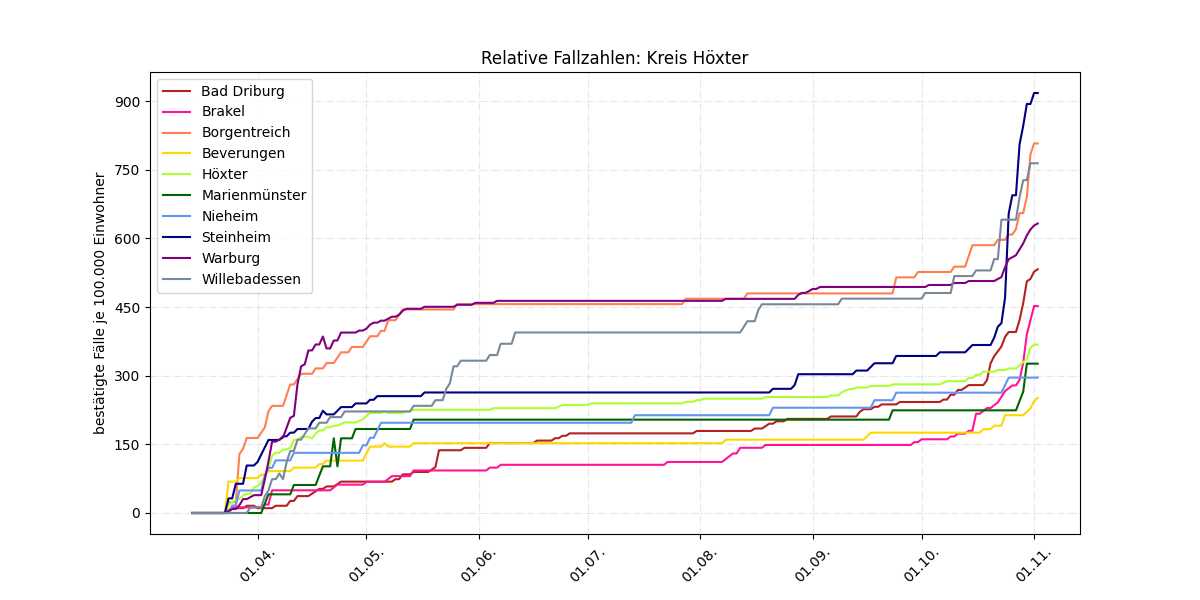 Relative Fallzahlen: Kreis Höxter
bestätigte Fälle je 100.000 Einwohner
900
750
600
450
300
150
0
Bad Driburg
Brakel
Borgentreich
Beverungen
Höxter
Marienmünster
Nieheim
Steinheim
Warburg
Willebadessen
01.04.
01.05.
01.06.
01.07.
01.08.
01.09.
01.10.
01.11.